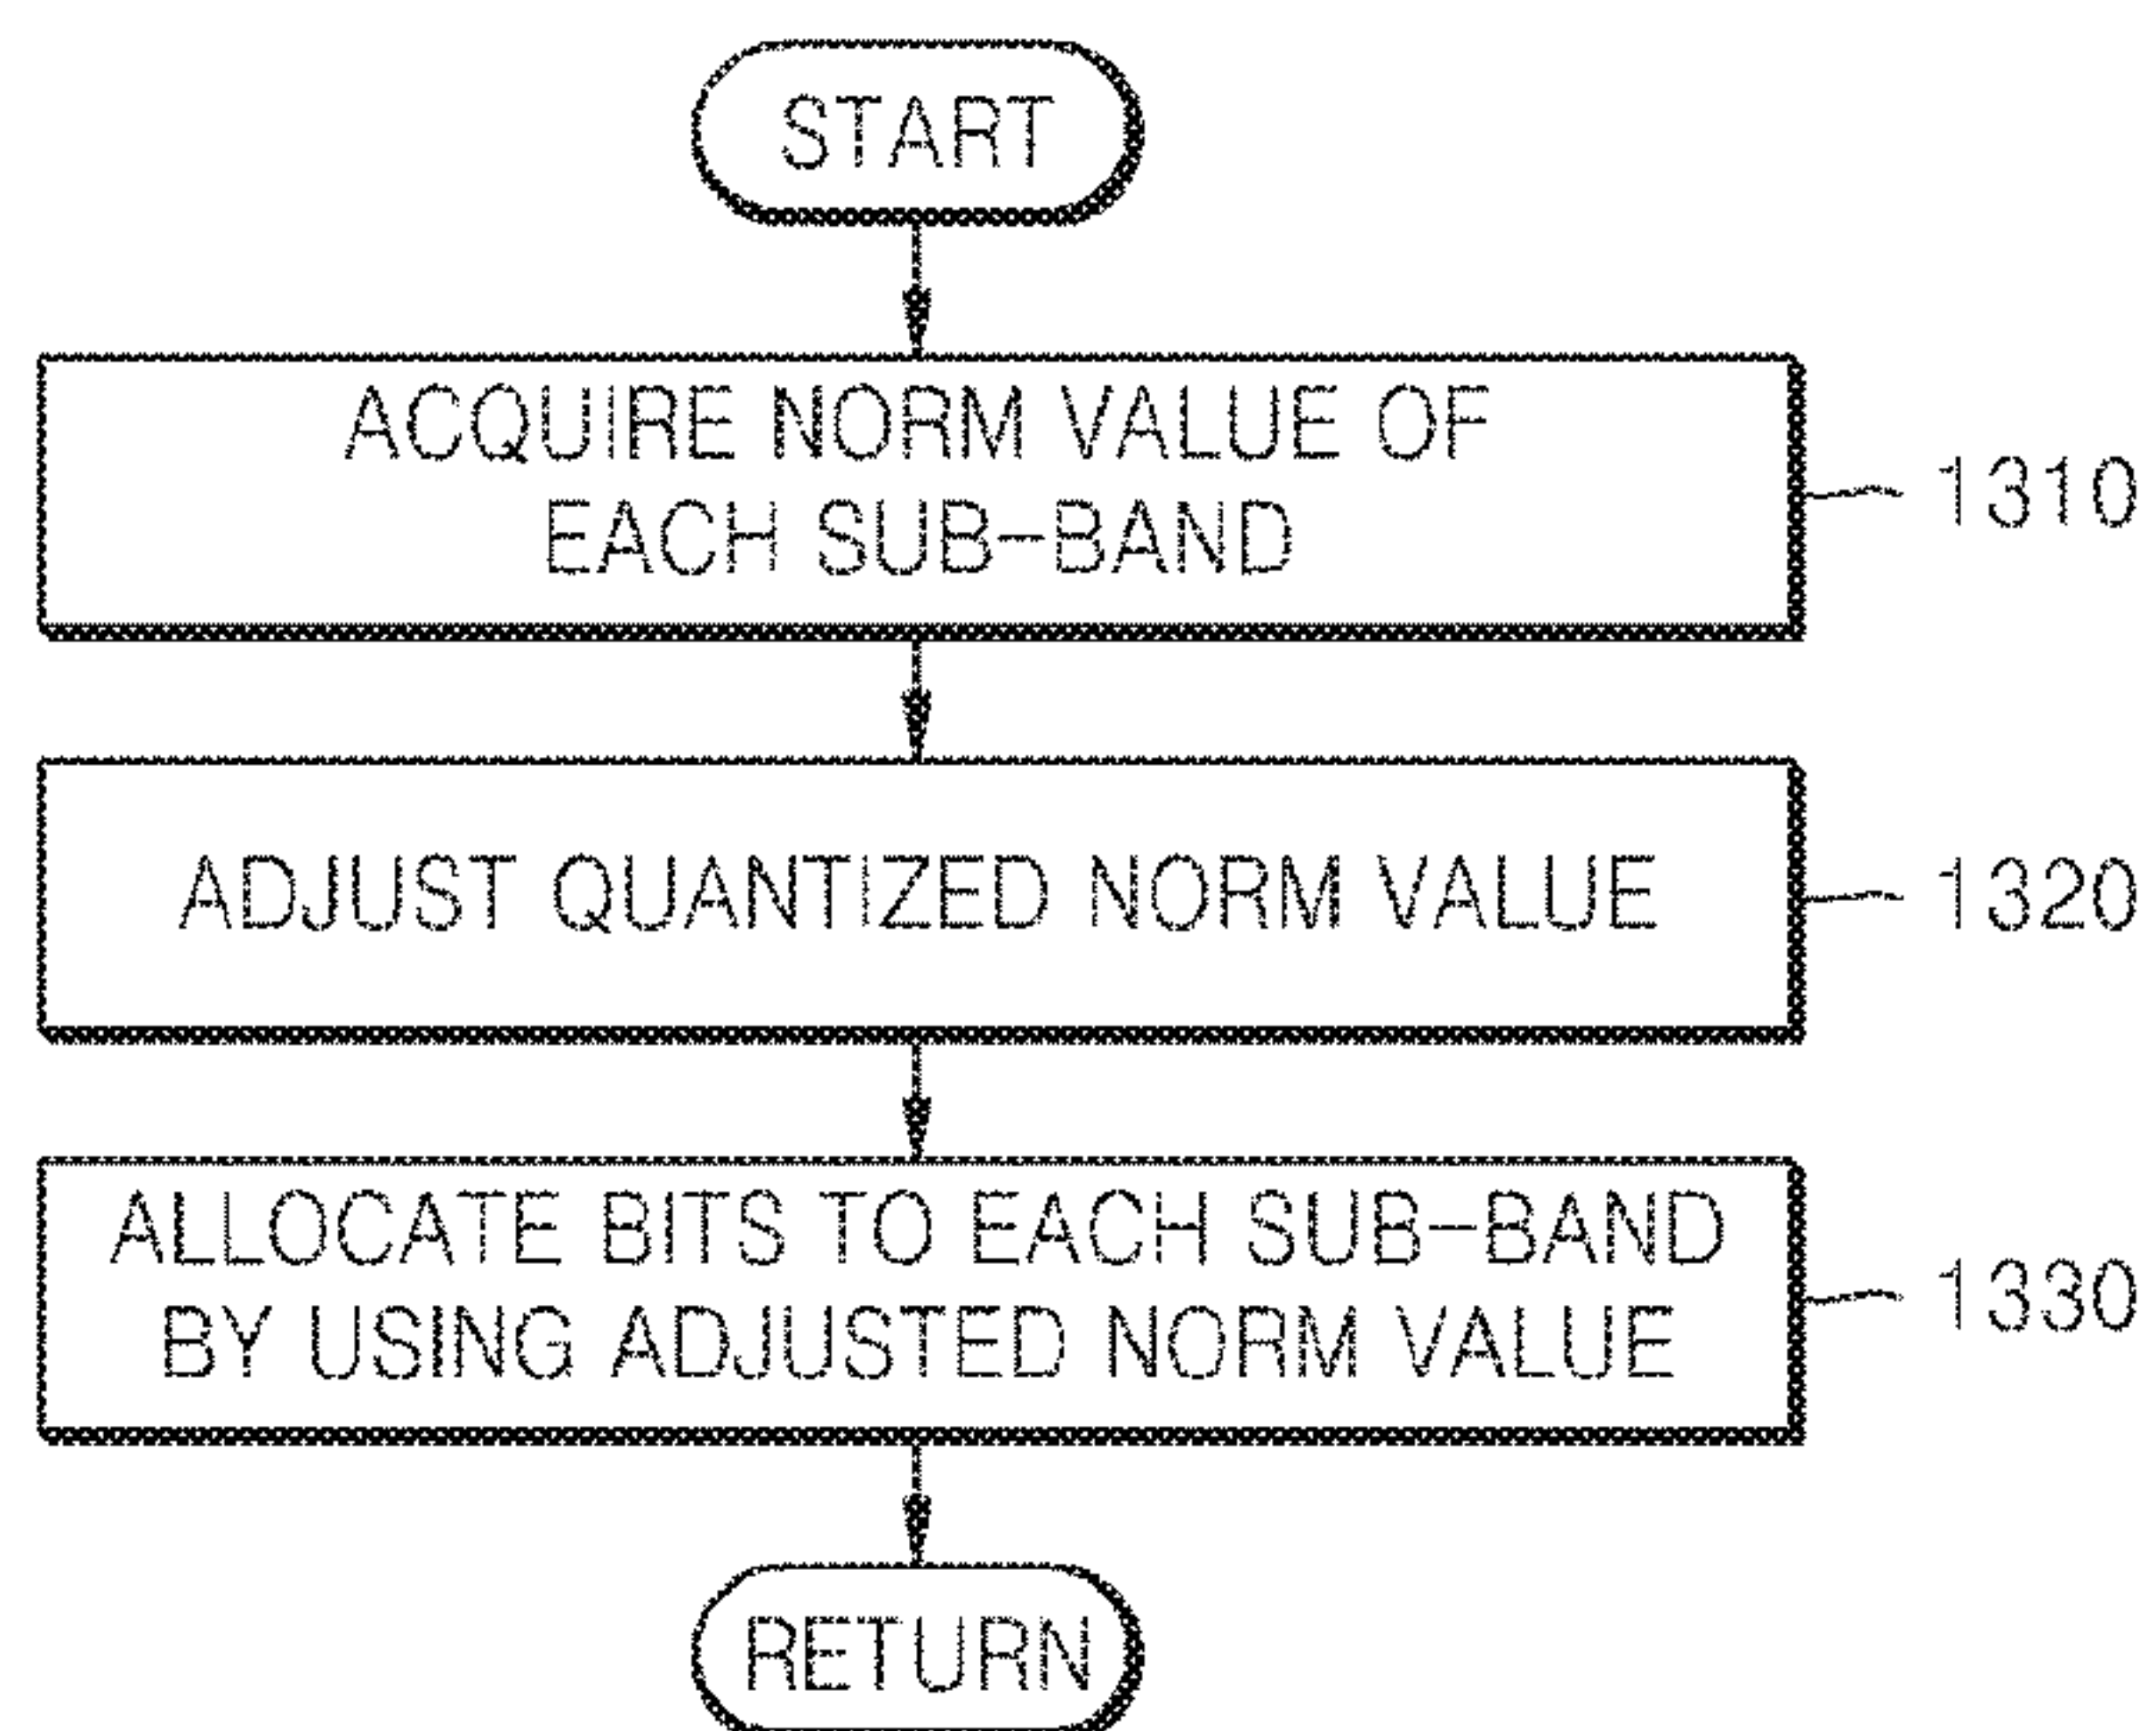 START
ACQUIRE NORM VALUE OF
EACH SUB-BAND
1310
ADJUST QUANTIZED NORM VALUE
1320
ALLOCATE BITS TO EACH SUB-BAND
BY USING ADJUSTED NORM VALUE
1330
RETURN